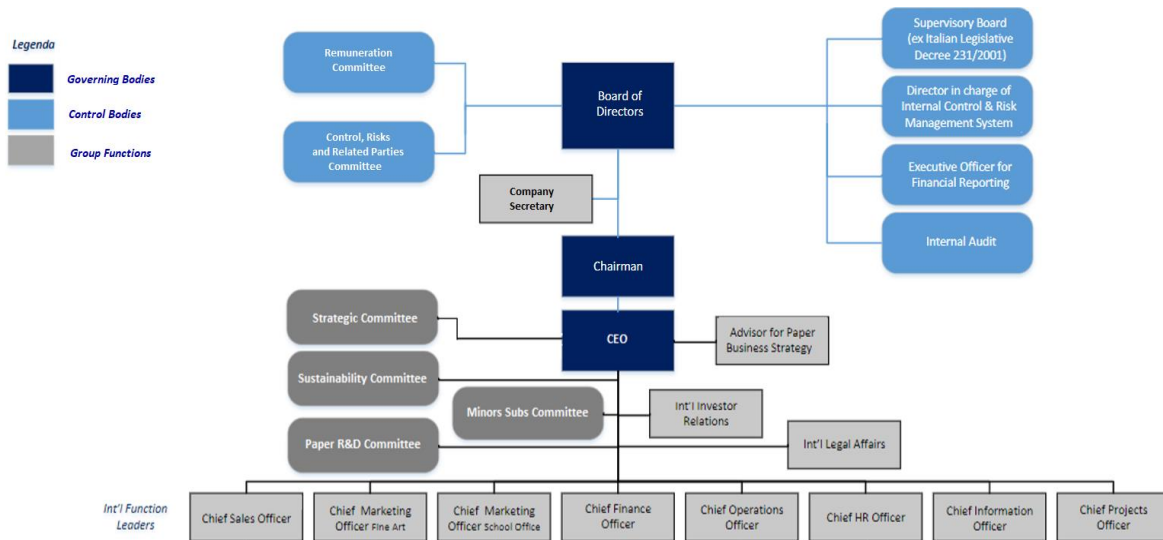 Legenda
Governing Bodies
Control Bodies
Group Functions
Remuneration
Committee
Control, Risks
and Related Parties
Committee
Board of
Directors
Supervisory Board
(ex Italian Legislative
Decree 231/2001)
Director in charge of
Internal Control & Risk
Management System
Executive Officer for
Financial Reporting
Internal Audit
Company
Secretary
Chairman
Strategic Committee
CEO
Advisor for Paper
Business Strategy
Sustainability Committee
Minors Subs Committee
Int'l Investor
Relations
Paper R&D Committee
Int'l Legal Affairs
Int'l Function
Leaders
Chief Sales Officer
Chief Marketing
Officer Fine Art
Chief Marketing
Officer School Office
Chief Finance
Officer
Chief Operations
Officer
Chief HR Officer
Chief Information
Officer
Chief Projects
Officer